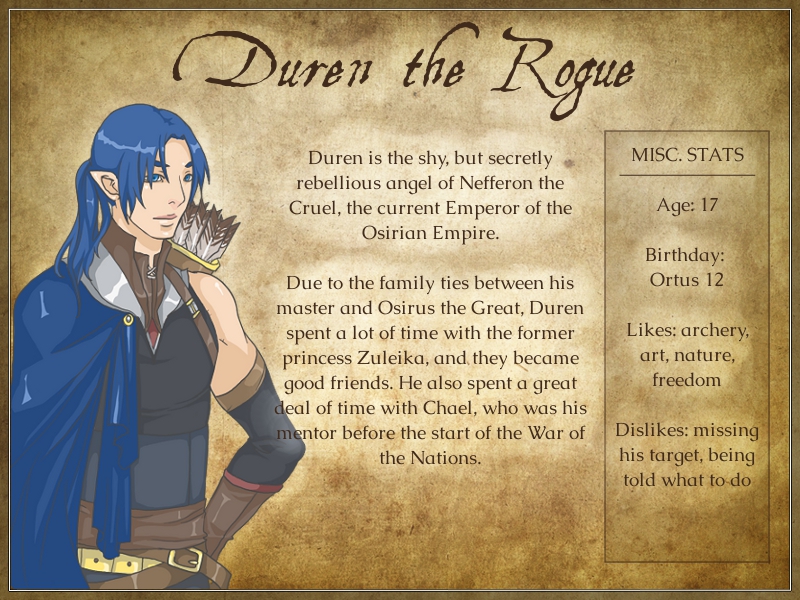 Duren the Rogue
Duren is the shy, but secretly
rebellious angel of Nefferon the
Cruel, the current Emperor of the
Osirian Empire.
Due to the family ties between his
master and Osirus the Great, Duren
spent a lot of time with the former
princess Zuleika, and they became
good friends. He also spent a great
deal of time with Chael, who was his
mentor before the start of the War of
the Nations.
MISC. STATS
Age: 17
Birthday:
Ortus 12
Likes: archery,
art, nature,
freedom
Dislikes: missing
his target, being
told what to do